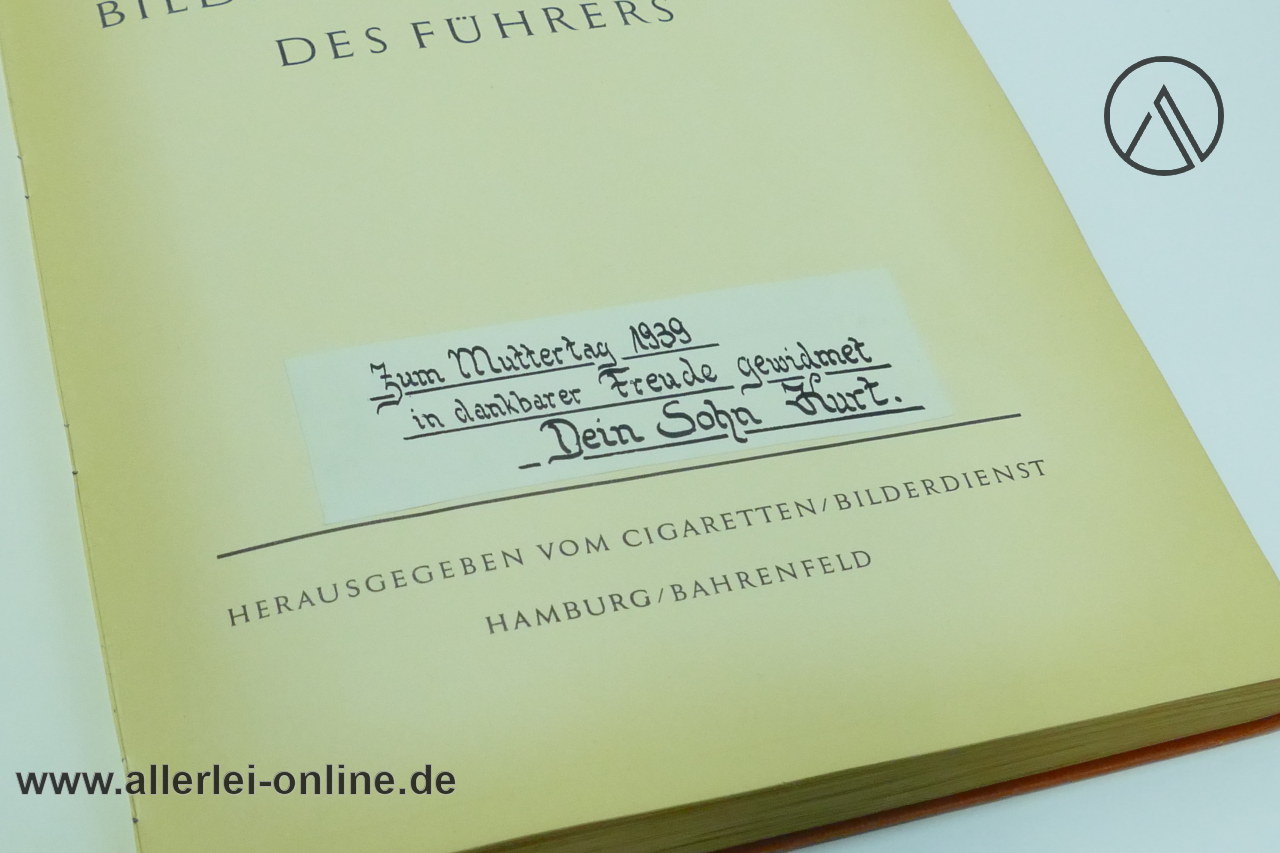 DES FÜHRERS
Zum Muttertag 1939
in dankbarer Freude gewidmet
Dein Sohn Kurt.
HERAUSGEGEBEN VOM CIGARETTEN/BILDERDIENST
HAMBURG/BAHRENFELD
www.allerlei-online.de